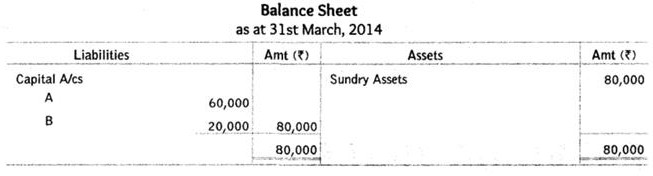 Balance Sheet
as at 31st March, 2014
Liabilities Amt (₹) Assets Amt (₹)
Capital A/cs Sundry Assets 80,000
A 60,000
B 20,000 80,000
80,000 80,000